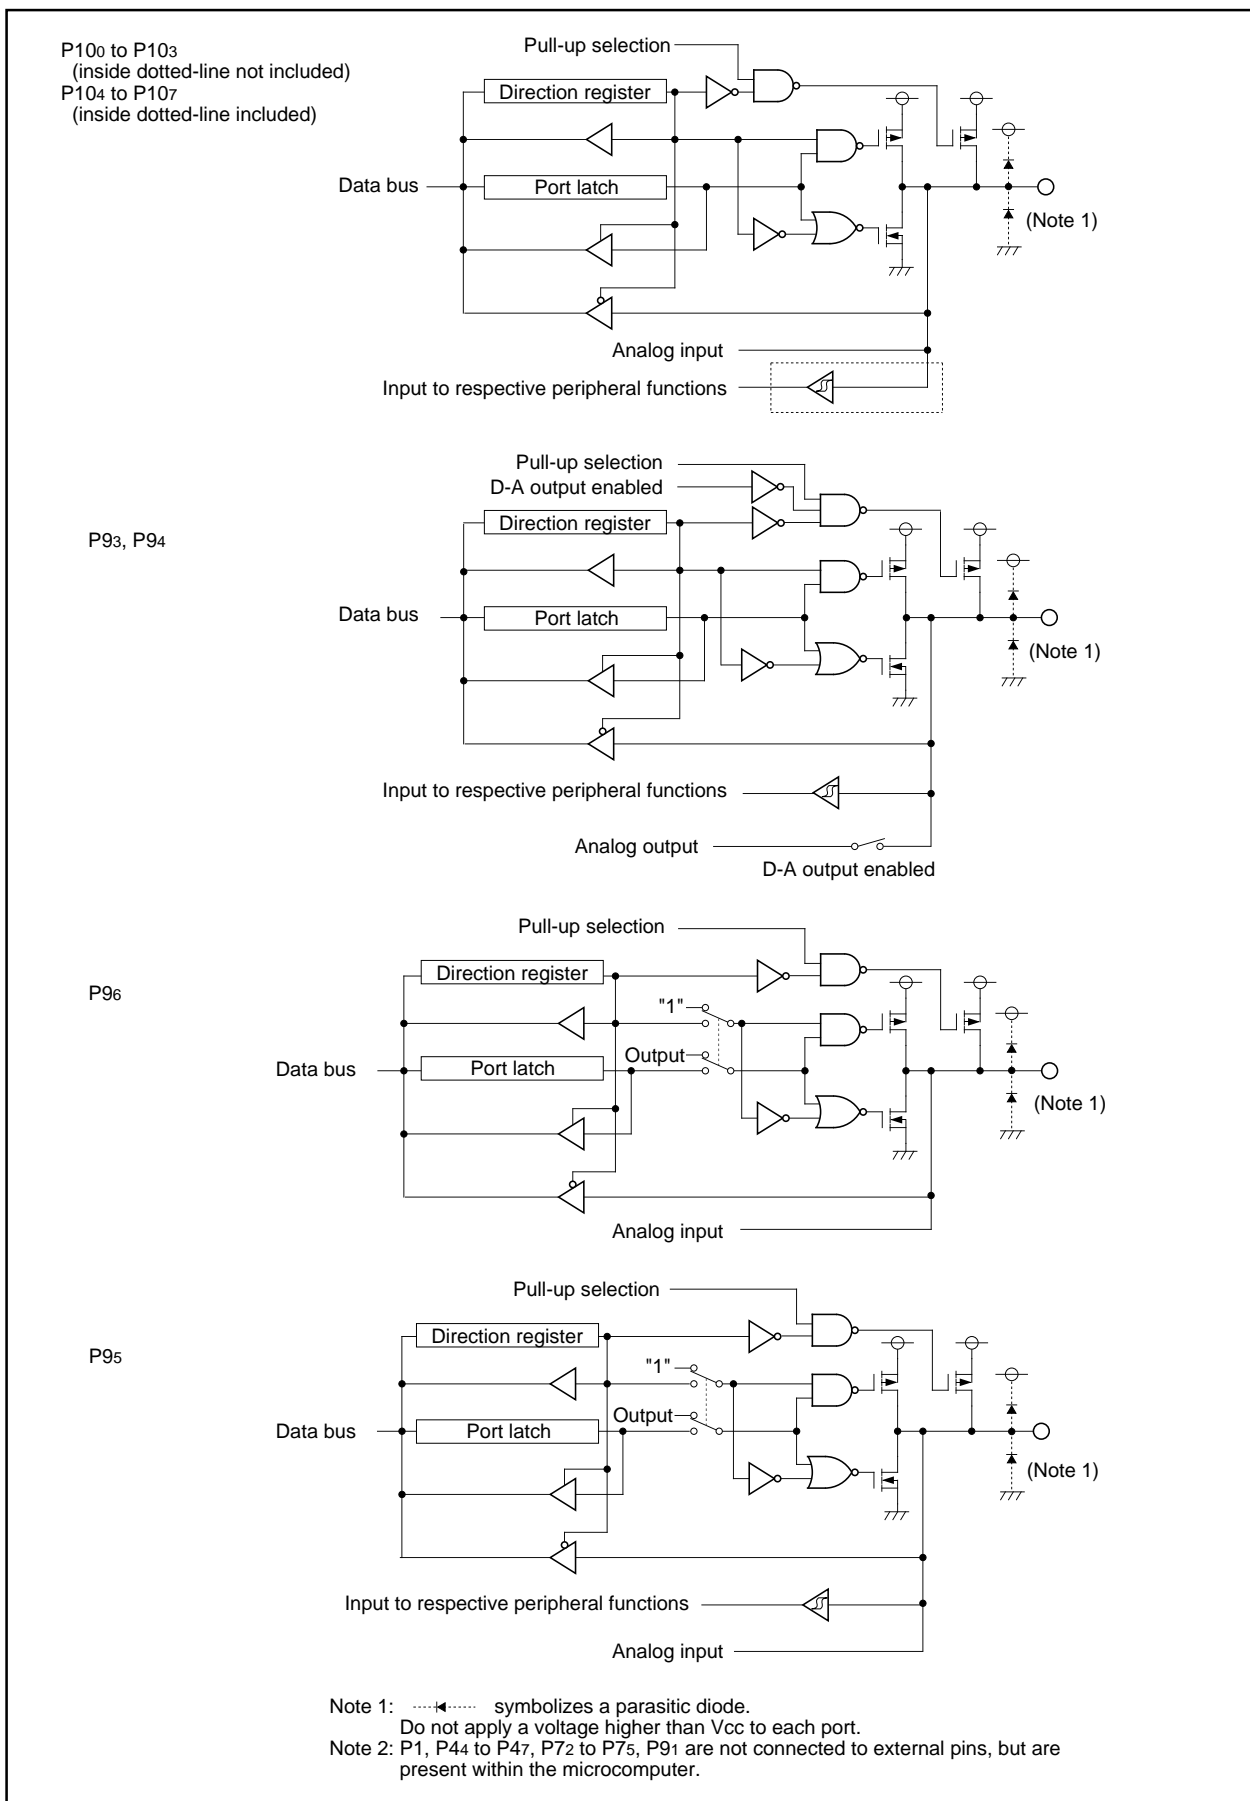 P100 to P103
(inside dotted-line not included)
P104 to P107
(inside dotted-line included)
Pull-up selection
Direction register
Data bus
Port latch
(Note 1)
Analog input
Input to respective peripheral functions
P93, P94
Pull-up selection
D-A output enabled
Direction register
Data bus
Port latch
(Note 1)
Input to respective peripheral functions
Analog output
D-A output enabled
P96
Pull-up selection
Direction register
"1"
Output
Data bus
Port latch
(Note 1)
Analog input
P95
Pull-up selection
Direction register
"1"
Output
Data bus
Port latch
(Note 1)
Input to respective peripheral functions
Analog input
Note 1: symbolizes a parasitic diode.
Do not apply a voltage higher than Vcc to each port.
Note 2: P1, P44 to P47, P72 to P75, P91 are not connected to external pins, but are
present within the microcomputer.